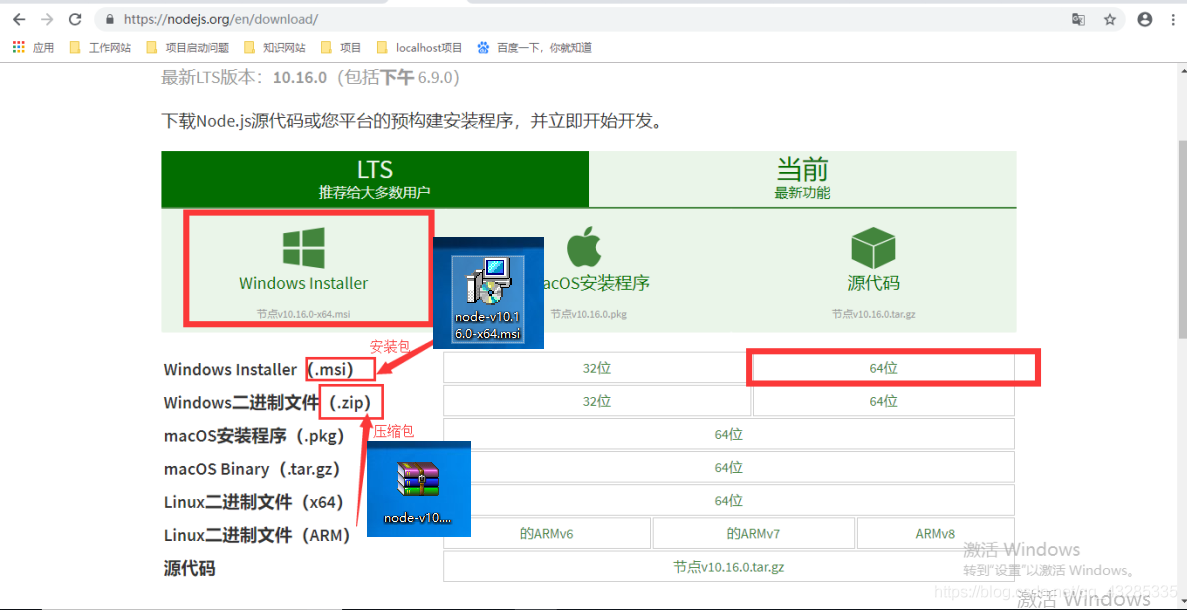 https://nodejs.org/en/download/
应用 工作网站 项目启动问题 知识网站 项目 localhost项目 百度一下，你就知道
最新LTS版本：10.16.0（包括下午6.9.0）
下载Node.js源代码或您平台的预构建安装程序，并立即开始开发。
LTS
推荐给大多数用户
当前
最新功能
Windows Installer
节点v10.16.0-x64.msi
acOS安装程序
节点v10.16.0.pkg
源代码
节点v10.16.0.tar.gz
node-v10.1
6.0-x64.msi
安装包
Windows Installer（.msi） 32位 64位
Windows二进制文件（.zip） 32位 64位
压缩包
macOS安装程序（.pkg） 64位
macOS Binary（.tar.gz） 64位
Linux二进制文件（x64） 64位
node-v10....
Linux二进制文件（ARM） 的ARMv6 的ARMv7 ARMv8
源代码 节点v10.16.0.tar.gz
激活 Windows
转到"设置"以激活 Windows。
激活 Windows